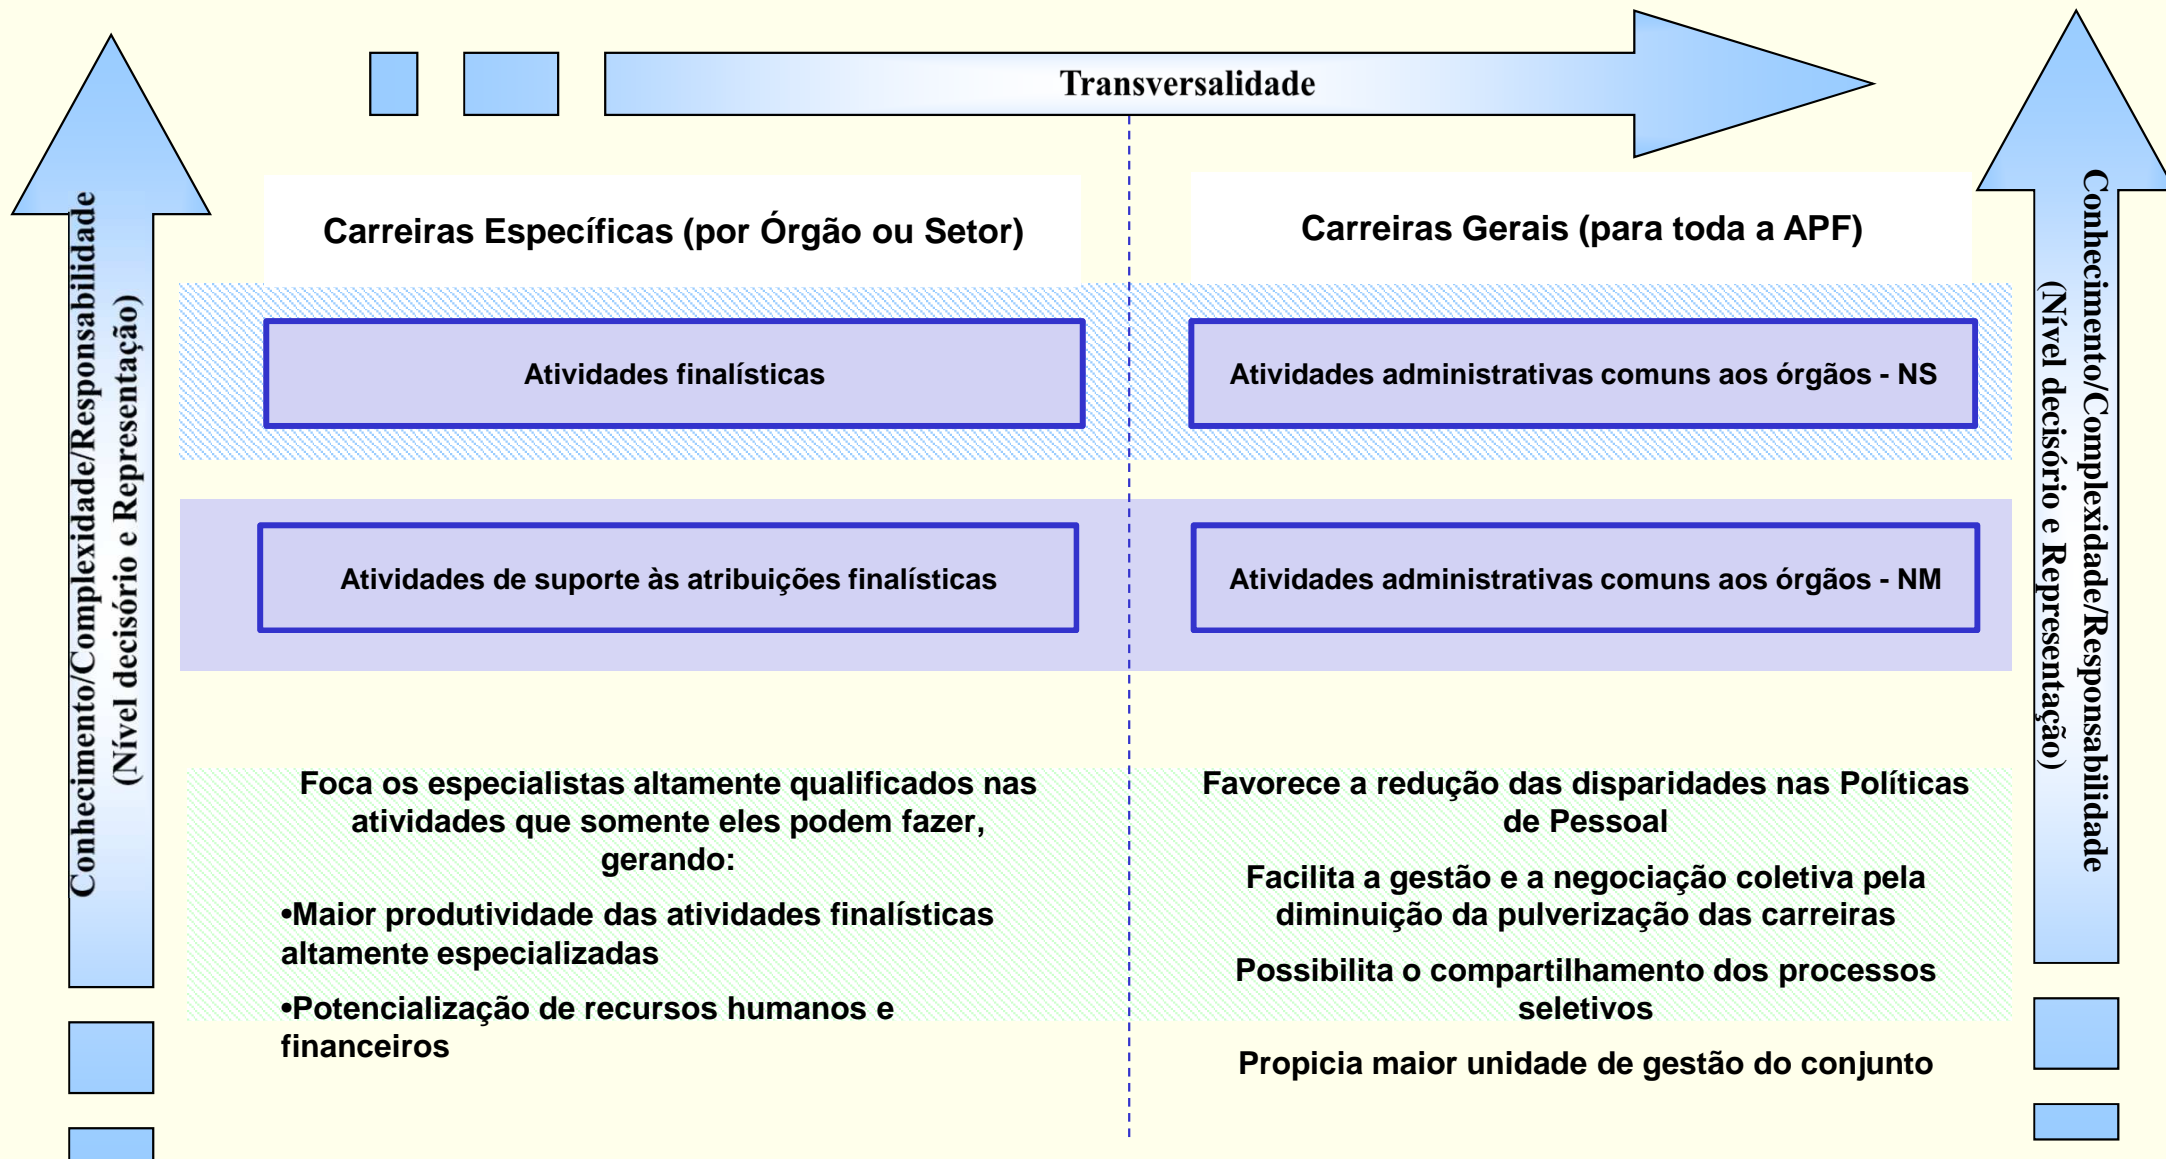 Transversalidade
Conhecimento/Complexidade/Responsabilidade
(Nível decisório e Representação)
Carreiras Específicas (por Órgão ou Setor)
Carreiras Gerais (para toda a APF)
Atividades finalísticas
Atividades administrativas comuns aos órgãos - NS
Atividades de suporte às atribuições finalísticas
Atividades administrativas comuns aos órgãos - NM
Foca os especialistas altamente qualificados nas
atividades que somente eles podem fazer,
gerando:
•Maior produtividade das atividades finalísticas
altamente especializadas
•Potencialização de recursos humanos e
financeiros
Favorece a redução das disparidades nas Políticas
de Pessoal
Facilita a gestão e a negociação coletiva pela
diminuição da pulverização das carreiras
Possibilita o compartilhamento dos processos
seletivos
Propicia maior unidade de gestão do conjunto
Conhecimento/Complexidade/Responsabilidade
(Nível decisório e Representação)